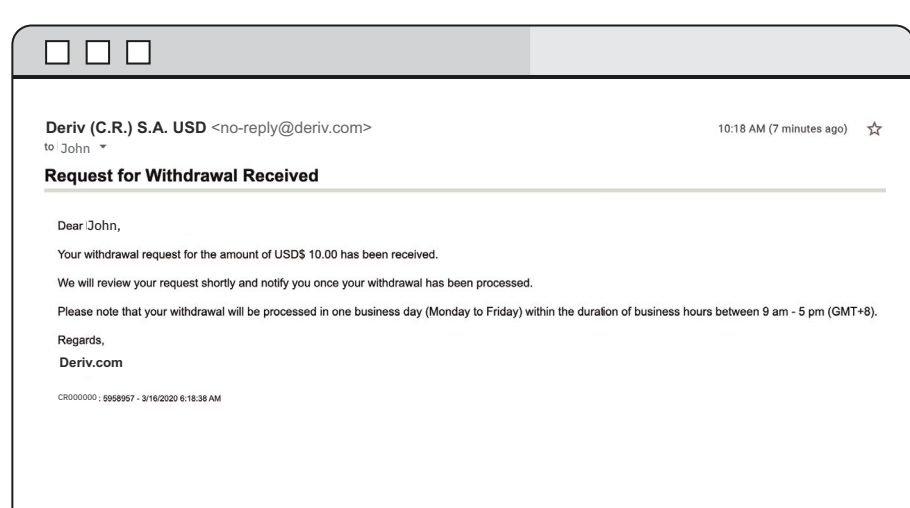 Deriv (C.R.) S.A. USD <no-reply@deriv.com>
10:18 AM (7 minutes ago)
to John
Request for Withdrawal Received
Dear John,
Your withdrawal request for the amount of USD$ 10.00 has been received.
We will review your request shortly and notify you once your withdrawal has been processed.
Please note that your withdrawal will be processed in one business day (Monday to Friday) within the duration of business hours between 9 am - 5 pm (GMT+8).
Regards,
Deriv.com
CR000000 ; 5958957 - 3/16/2020 6:18:38 AM